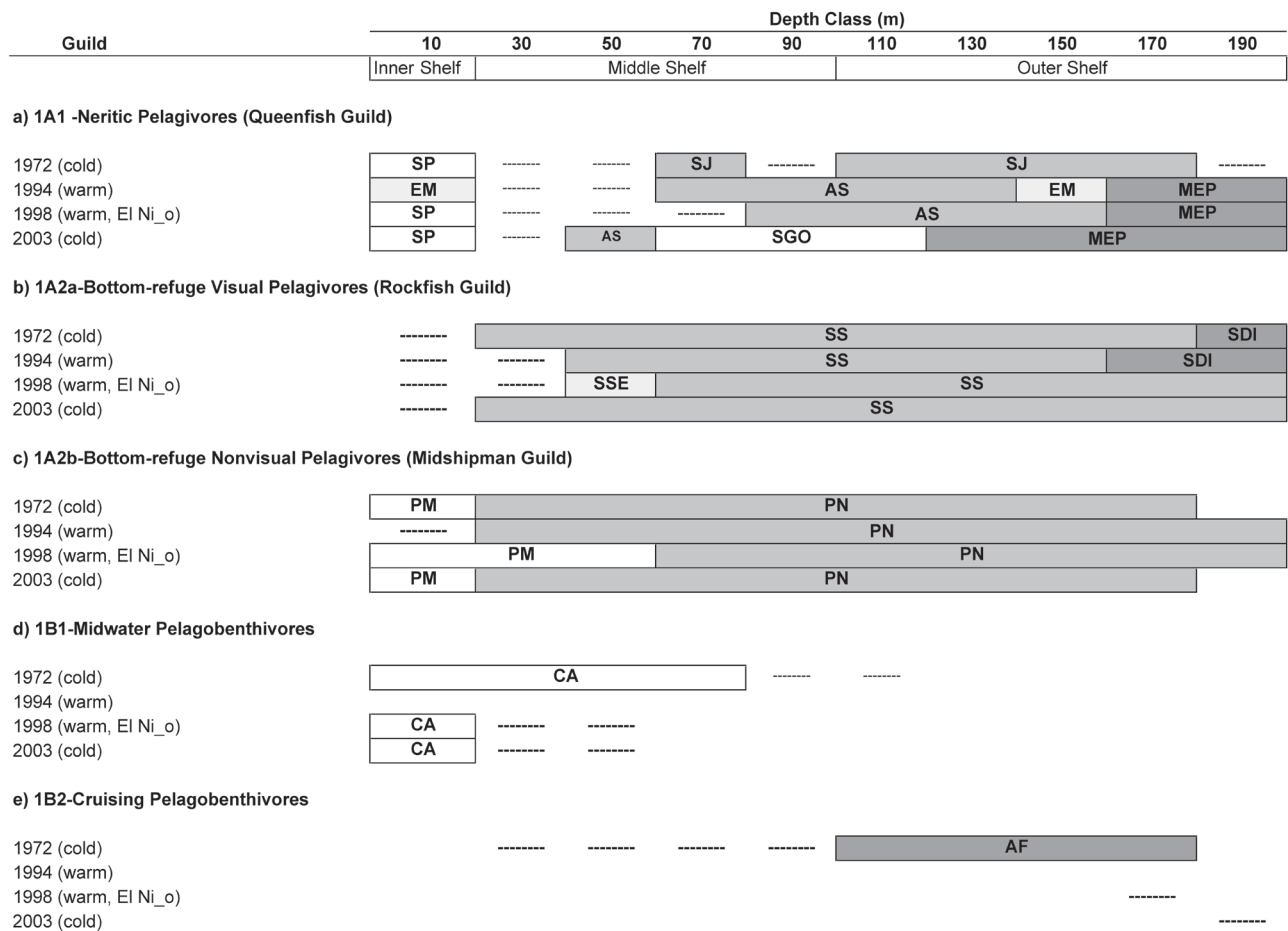 Depth Class (m)
Guild 10 30 50 70 90 110 130 150 170 190
Inner Shelf Middle Shelf Outer Shelf
a) 1A1 -Neritic Pelagivores (Queenfish Guild)
1972 (cold) SP -------- -------- SJ -------- SJ --------
1994 (warm) EM -------- -------- AS EM MEP
1998 (warm, El Ni_o) SP -------- -------- -------- AS MEP
2003 (cold) SP -------- AS SGO MEP
b) 1A2a-Bottom-refuge Visual Pelagivores (Rockfish Guild)
1972 (cold) -------- SS SDI
1994 (warm) -------- -------- SS SDI
1998 (warm, El Ni_o) -------- -------- SSE SS
2003 (cold) -------- SS
c) 1A2b-Bottom-refuge Nonvisual Pelagivores (Midshipman Guild)
1972 (cold) PM PN
1994 (warm) -------- PN
1998 (warm, El Ni_o) PM PN
2003 (cold) PM PN
d) 1B1-Midwater Pelagobenthivores
1972 (cold) CA -------- --------
1994 (warm)
1998 (warm, El Ni_o) CA -------- --------
2003 (cold) CA -------- --------
e) 1B2-Cruising Pelagobenthivores
1972 (cold) -------- -------- -------- -------- AF
1994 (warm)
1998 (warm, El Ni_o) --------
2003 (cold) --------